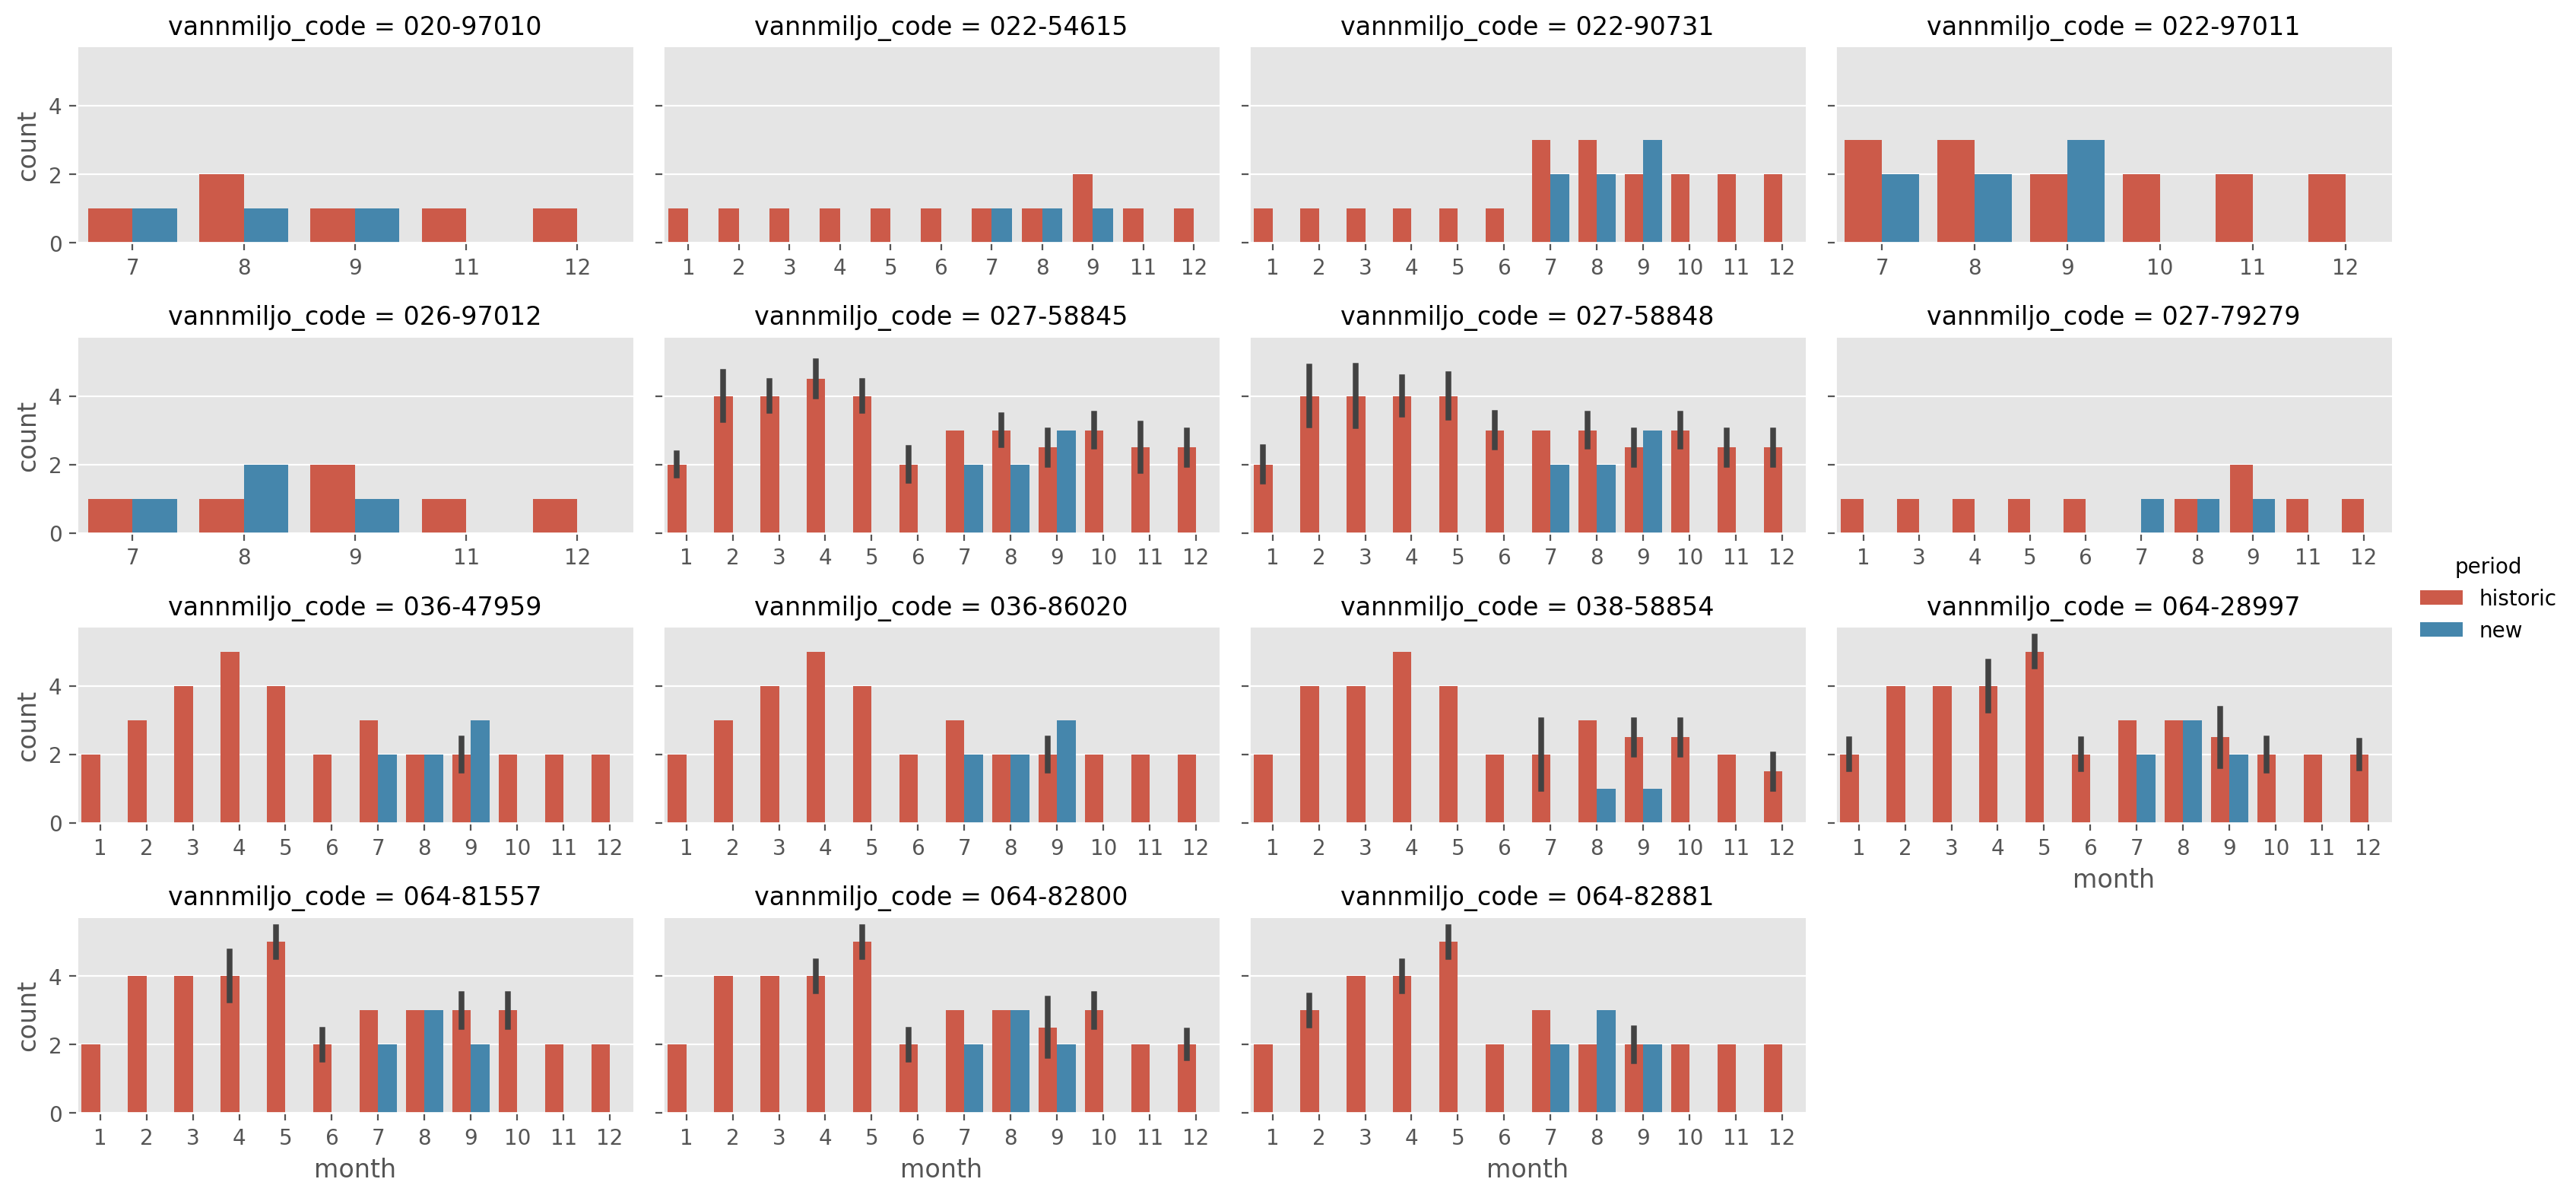 vannmiljo_code = 020-97010
vannmiljo_code = 022-54615
vannmiljo_code = 022-90731
vannmiljo_code = 022-97011
count
4
2
0
7 8 9 11 12
1 2 3 4 5 6 7 8 9 11 12
1 2 3 4 5 6 7 8 9 10 11 12
7 8 9 10 11 12
vannmiljo_code = 026-97012
vannmiljo_code = 027-58845
vannmiljo_code = 027-58848
vannmiljo_code = 027-79279
count
4
2
0
7 8 9 11 12
1 2 3 4 5 6 7 8 9 10 11 12
1 2 3 4 5 6 7 8 9 10 11 12
1 3 4 5 6 7 8 9 11 12
period
historic
new
vannmiljo_code = 036-47959
vannmiljo_code = 036-86020
vannmiljo_code = 038-58854
vannmiljo_code = 064-28997
count
4
2
0
1 2 3 4 5 6 7 8 9 10 11 12
1 2 3 4 5 6 7 8 9 10 11 12
1 2 3 4 5 6 7 8 9 10 11 12
1 2 3 4 5 6 7 8 9 10 11 12
month
vannmiljo_code = 064-81557
vannmiljo_code = 064-82800
vannmiljo_code = 064-82881
count
4
2
0
1 2 3 4 5 6 7 8 9 10 11 12
1 2 3 4 5 6 7 8 9 10 11 12
1 2 3 4 5 6 7 8 9 10 11 12
month
month
month